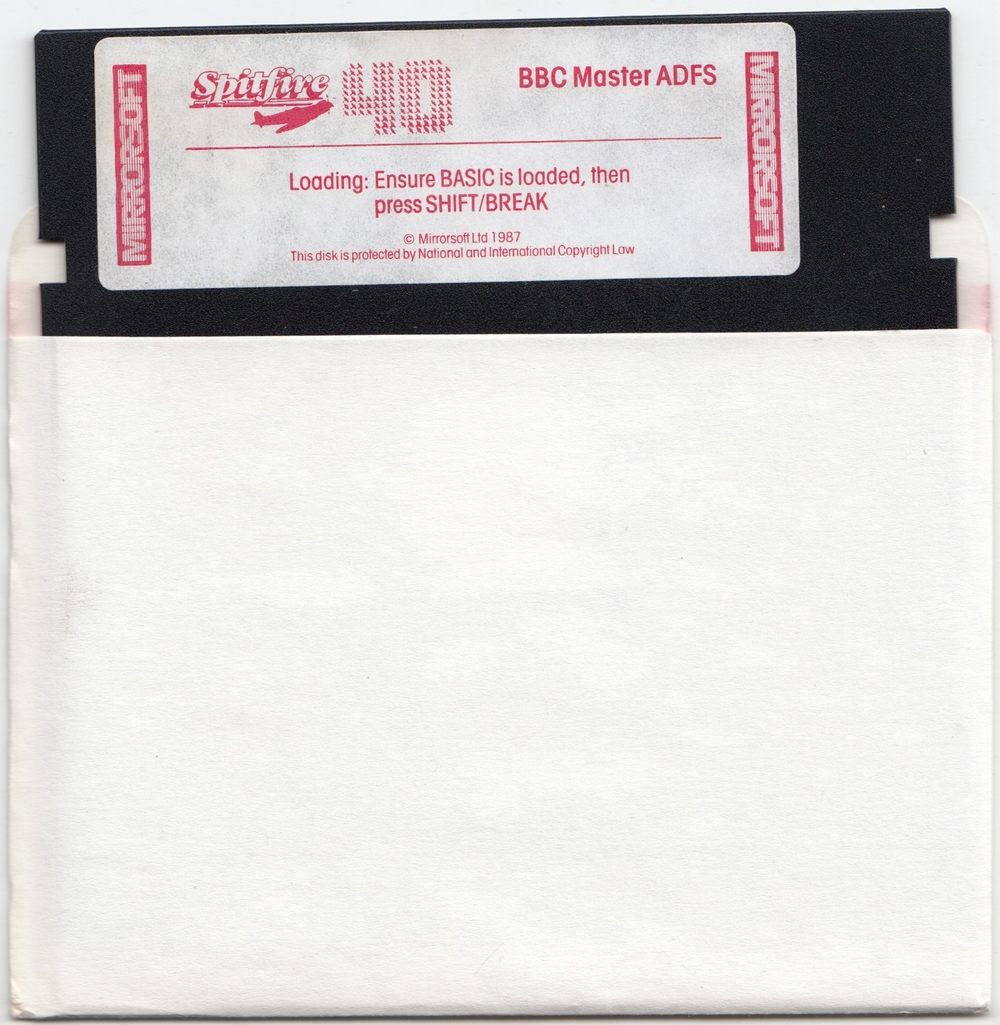 MIRRORSOFT
Spitfire 40
BBC Master ADFS
MIRRORSOFT
Loading: Ensure BASIC is loaded, then
press SHIFT/BREAK
© Mirrorsoft Ltd 1987
This disk is protected by National and International Copyright Law